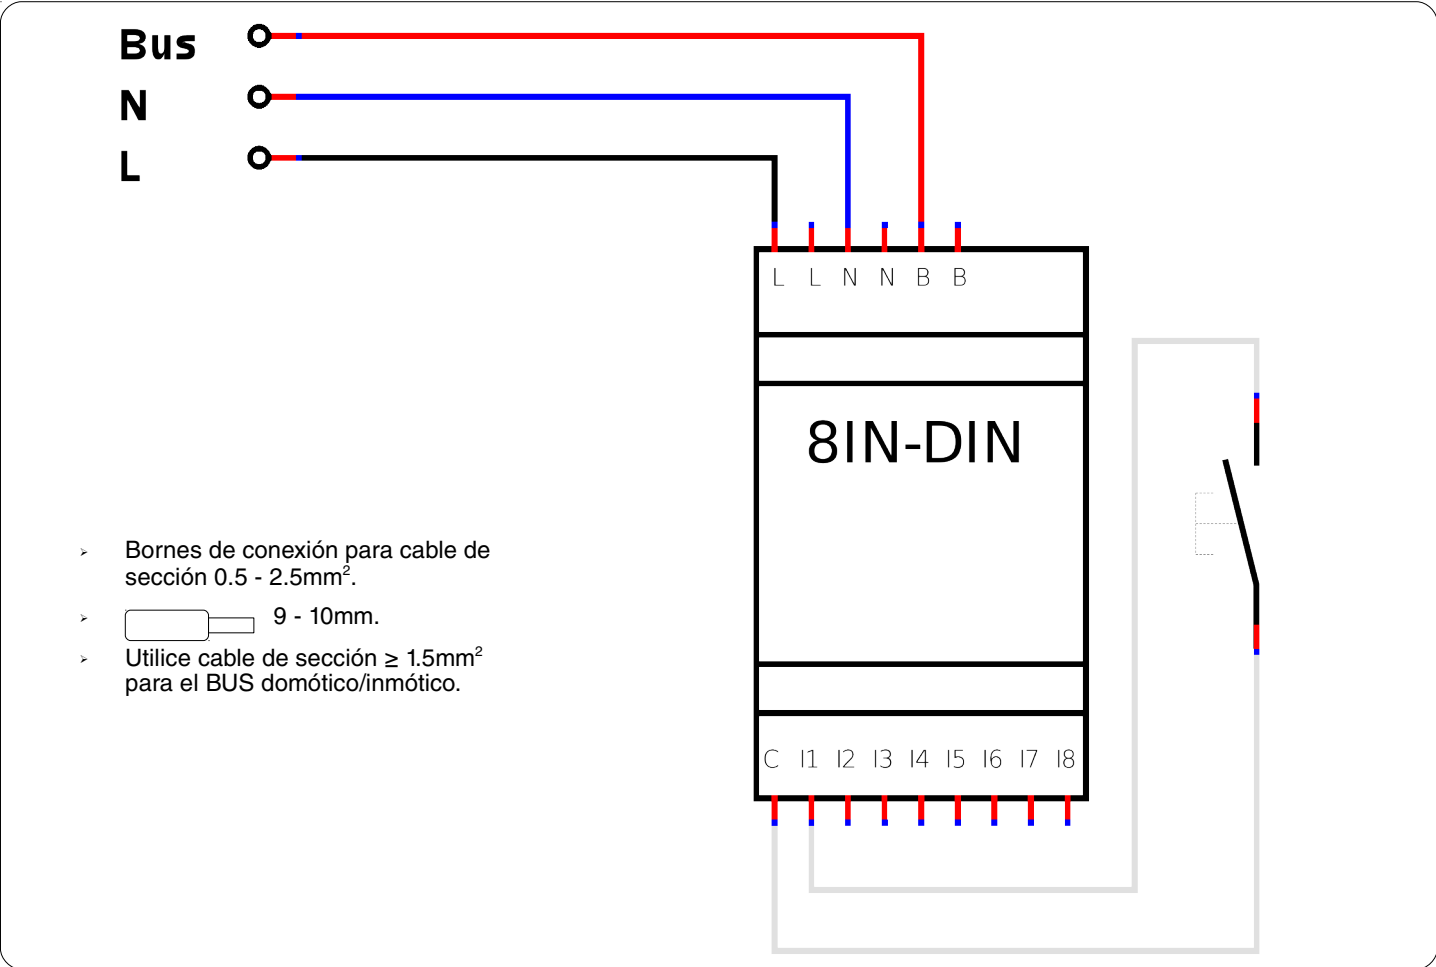 Bus
N
L
L L N N B B
8IN-DIN
Bornes de conexión para cable de
sección 0.5 - 2.5mm².
9 - 10mm.
Utilice cable de sección ≥ 1.5mm²
para el BUS domótico/inmótico.
C I1 I2 I3 I4 I5 I6 I7 I8